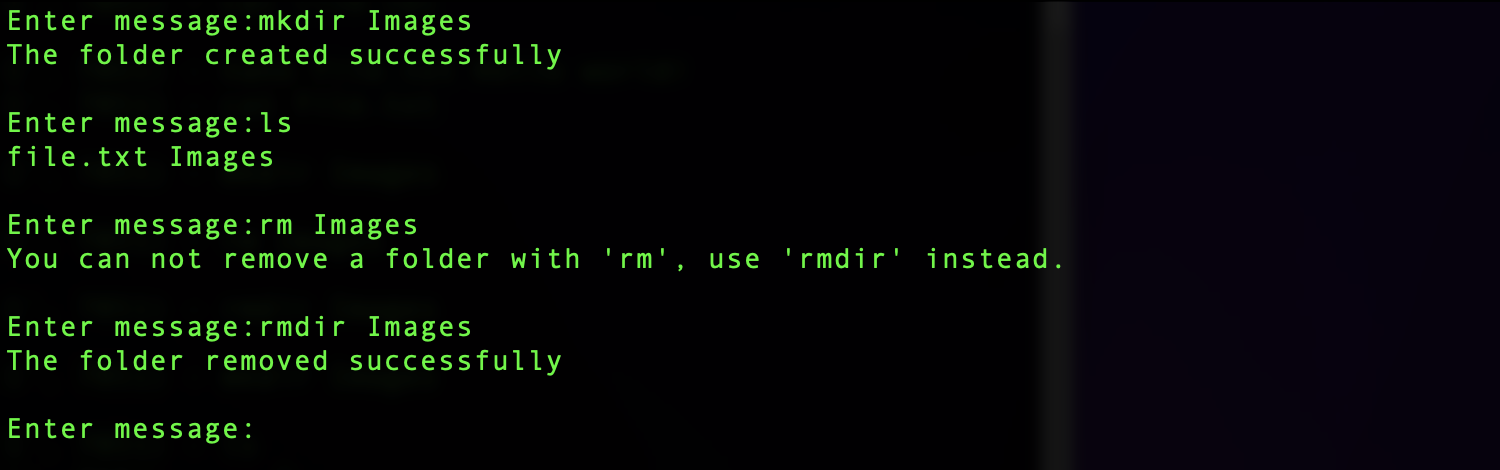 Enter message:mkdir Images
The folder created successfully
Enter message:ls
file.txt Images
Enter message:rm Images
You can not remove a folder with 'rm', use 'rmdir' instead.
Enter message:rmdir Images
The folder removed successfully
Enter message: